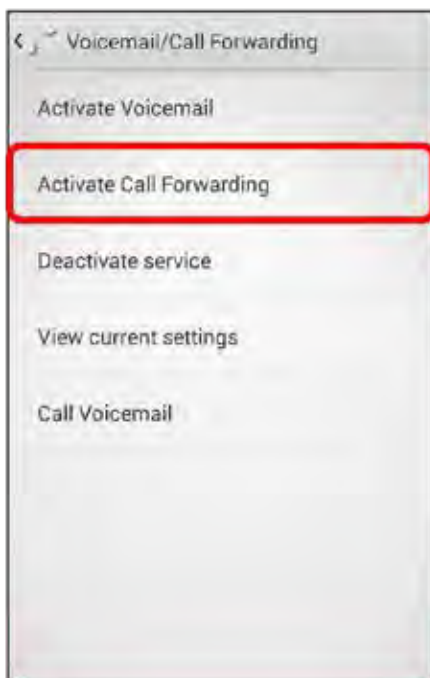 Voicemail/Call Forwarding
Activate Voicemail
Activate Call Forwarding
Deactivate service
View current settings
Call Voicemail